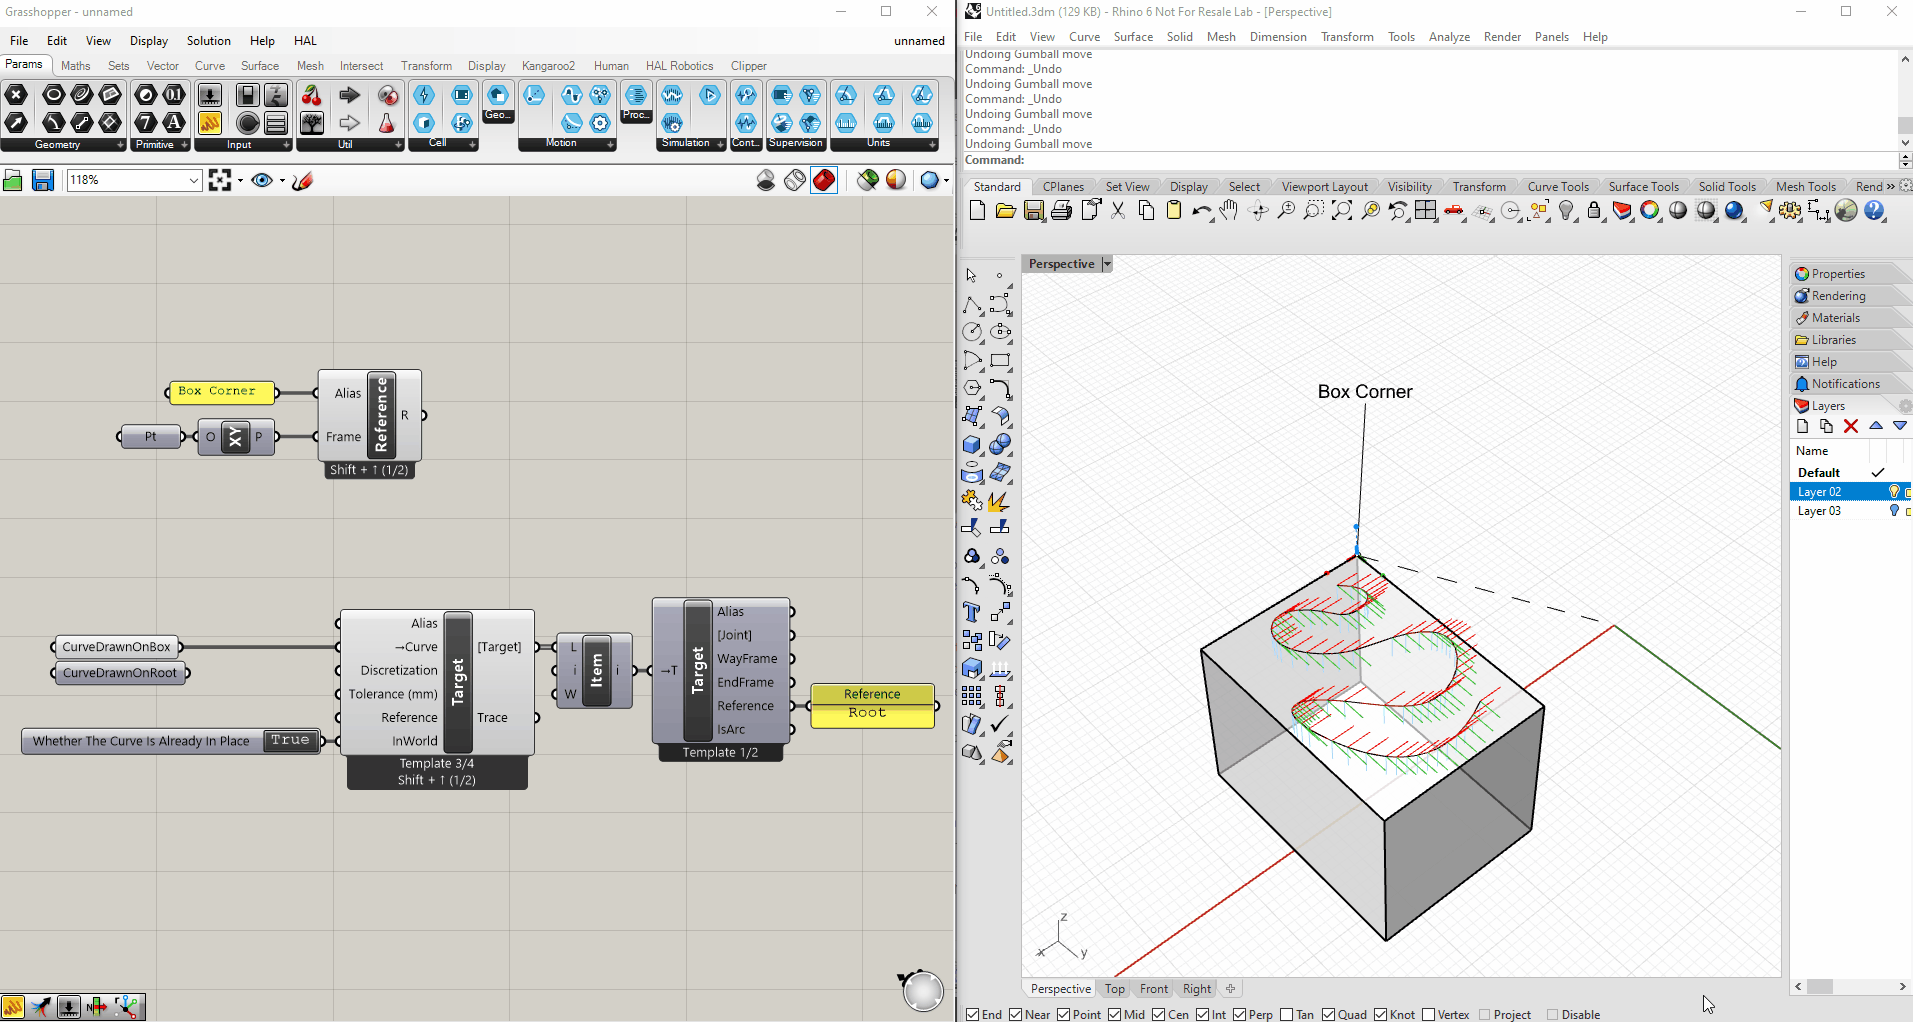 Grasshopper - unnamed
File Edit View Display Solution Help HAL unnamed
Params Maths Sets Vector Curve Surface Mesh Intersect Transform Display Kangaroo2 Human HAL Robotics Clipper
Geo... Proc...
Geometry Primitive Input Util Cell Motion Simulation Cont... Supervision Units
118%
Box Corner
Pt
O XY P
Alias
Frame
Reference
R
Shift + ↑ (1/2)
CurveDrawnOnBox
CurveDrawnOnRoot
Whether The Curve Is Already In Place True
Alias
→Curve
Discretization
Tolerance (mm)
Reference
InWorld
Target
[Target]
Trace
Template 3/4
Shift + ↑ (1/2)
L
i
W
Item
i
→T
Target
Alias
[Joint]
WayFrame
EndFrame
Reference
IsArc
Template 1/2
Reference
Root
Untitled.3dm (129 KB) - Rhino 6 Not For Resale Lab - [Perspective]
File Edit View Curve Surface Solid Mesh Dimension Transform Tools Analyze Render Panels Help
Undoing Gumball move
Command: _Undo
Undoing Gumball move
Command: _Undo
Undoing Gumball move
Command: _Undo
Undoing Gumball move
Command:
Standard CPlanes Set View Display Select Viewport Layout Visibility Transform Curve Tools Surface Tools Solid Tools Mesh Tools Rend »
Perspective
Box Corner
z
x y
Properties
Rendering
Materials
Libraries
Help
Notifications
Layers
Name
Default
Layer 02
Layer 03
Perspective Top Front Right
End Near Point Mid Cen Int Perp Tan Quad Knot Vertex Project Disable